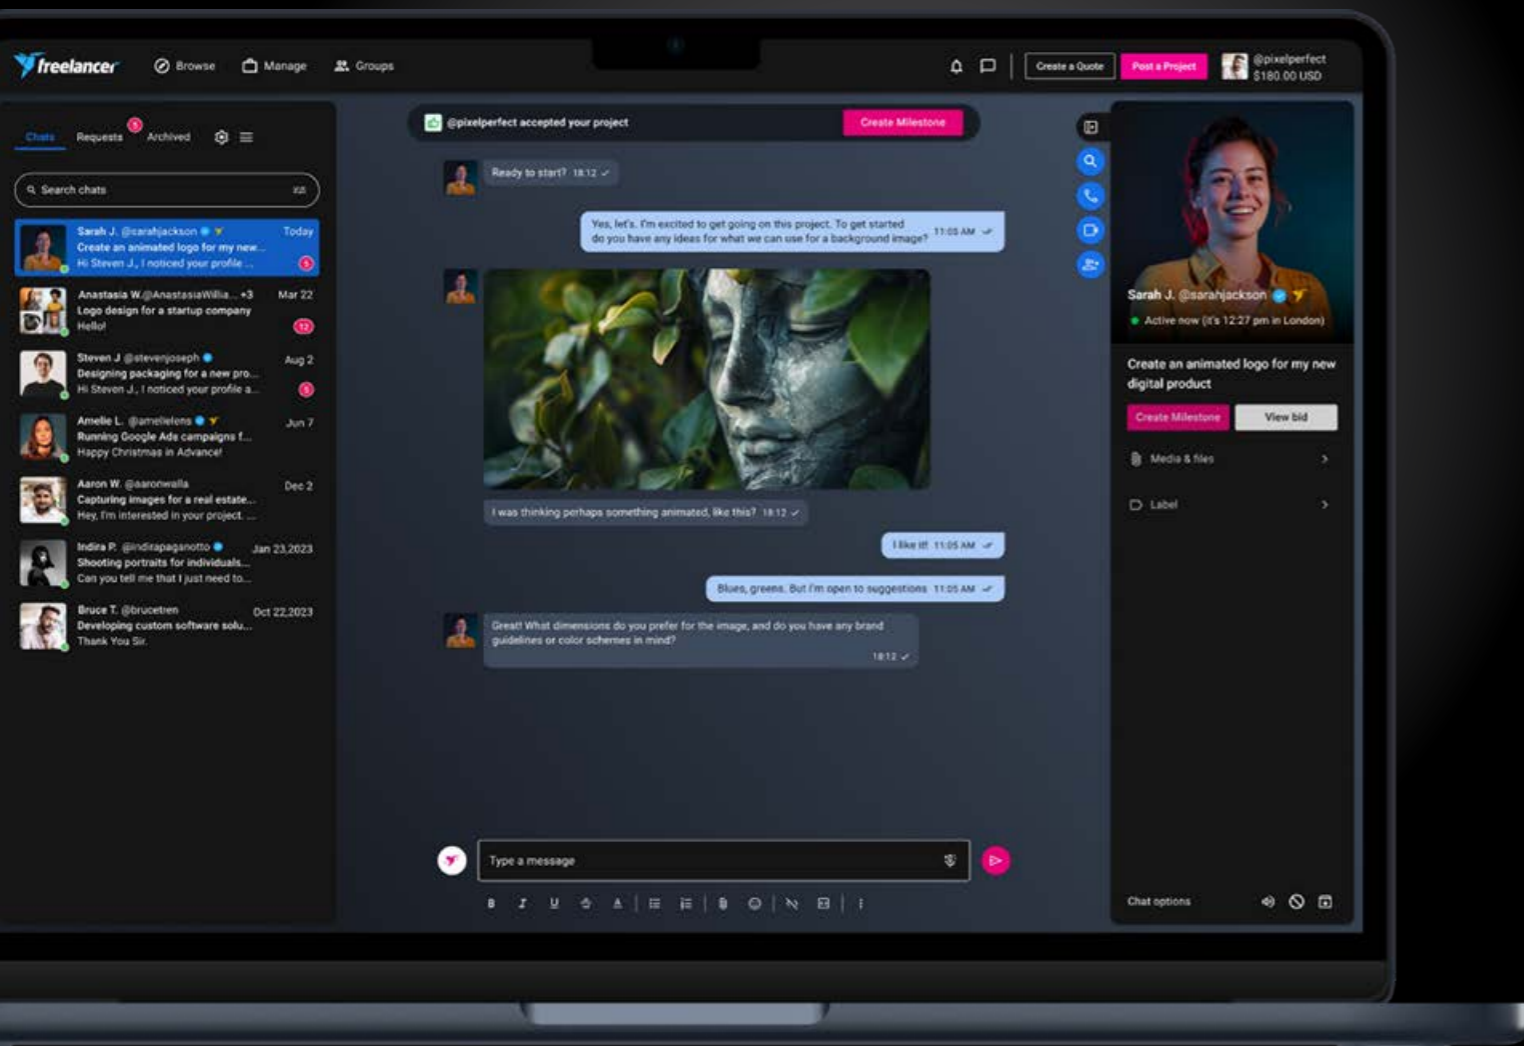 freelancer
Browse
Manage
Groups
Create a Quote
Post a Project
@pixelperfect
$180.00 USD
Chats
Requests
5
Archived
Search chats
Sarah J. @sarahjackson
Today
Create an animated logo for my new...
Hi Steven J., I noticed your profile ...
5
Anastasia W.@AnastasiaWillia... +3
Mar 22
Logo design for a startup company
Hello!
12
Steven J @stevenjoseph
Aug 2
Designing packaging for a new pro...
Hi Steven J., I noticed your profile a...
5
Amelie L. @amelielens
Jun 7
Running Google Ads campaigns f...
Happy Christmas in Advance!
Aaron W. @aaronwalla
Dec 2
Capturing images for a real estate...
Hey, I'm interested in your project. ...
Indira P. @indirapaganotto
Jan 23,2023
Shooting portraits for individuals...
Can you tell me that I just need to...
Bruce T. @brucetren
Oct 22,2023
Developing custom software solu...
Thank You Sir.
@pixelperfect accepted your project
Create Milestone
Ready to start? 18:12
Yes, let's. I'm excited to get going on this project. To get started
do you have any ideas for what we can use for a background image?
11:05 AM
I was thinking perhaps something animated, like this? 18:12
I like it! 11:05 AM
Blues, greens. But I'm open to suggestions 11:05 AM
Great! What dimensions do you prefer for the image, and do you have any brand
guidelines or color schemes in mind?
18:12
Type a message
B I U A
Sarah J. @sarahjackson
Active now (it's 12:27 pm in London)
Create an animated logo for my new
digital product
Create Milestone
View bid
Media & files
Label
Chat options